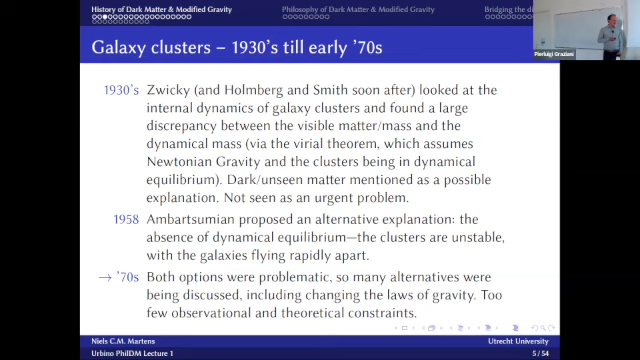 History of Dark Matter & Modified Gravity
Philosophy of Dark Matter & Modified Gravity
Bridging the di
Galaxy clusters – 1930's till early '70s
Pierluigi Graziani
1930's Zwicky (and Holmberg and Smith soon after) looked at the
internal dynamics of galaxy clusters and found a large
discrepancy between the visible matter/mass and the
dynamical mass (via the virial theorem, which assumes
Newtonian Gravity and the clusters being in dynamical
equilibrium). Dark/unseen matter mentioned as a possible
explanation. Not seen as an urgent problem.
1958 Ambartsumian proposed an alternative explanation: the
absence of dynamical equilibrium—the clusters are unstable,
with the galaxies flying rapidly apart.
→ '70s Both options were problematic, so many alternatives were
being discussed, including changing the laws of gravity. Too
few observational and theoretical constraints.
Niels C.M. Martens
Utrecht University
Urbino PhilDM Lecture 1
5 / 54